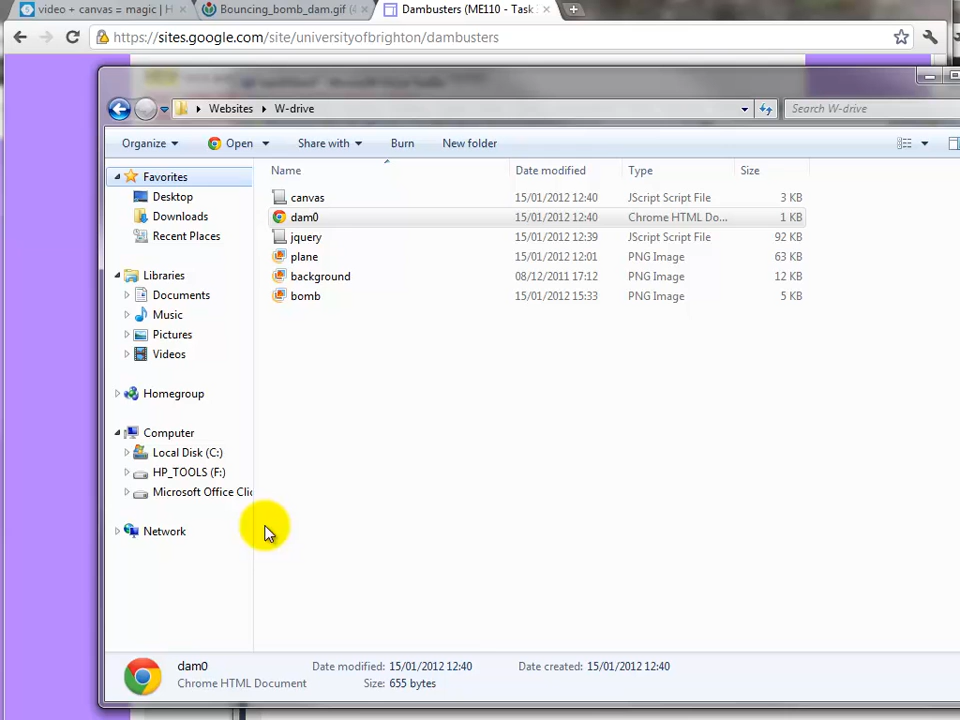 video + canvas = magic | H
Bouncing_bomb_dam.gif (4
Dambusters (ME110 - Task
https://sites.google.com/site/universityofbrighton/dambusters
Websites
W-drive
Search W-drive
Organize
Open
Share with
Burn
New folder
Favorites
Desktop
Downloads
Recent Places
Libraries
Documents
Music
Pictures
Videos
Homegroup
Computer
Local Disk (C:)
HP_TOOLS (F:)
Microsoft Office Clic
Network
Name Date modified Type Size
canvas 15/01/2012 12:40 JScript Script File 3 KB
dam0 15/01/2012 12:40 Chrome HTML Do... 1 KB
jquery 15/01/2012 12:39 JScript Script File 92 KB
plane 15/01/2012 12:01 PNG Image 63 KB
background 08/12/2011 17:12 PNG Image 12 KB
bomb 15/01/2012 15:33 PNG Image 5 KB
dam0 Date modified: 15/01/2012 12:40 Date created: 15/01/2012 12:40
Chrome HTML Document Size: 655 bytes